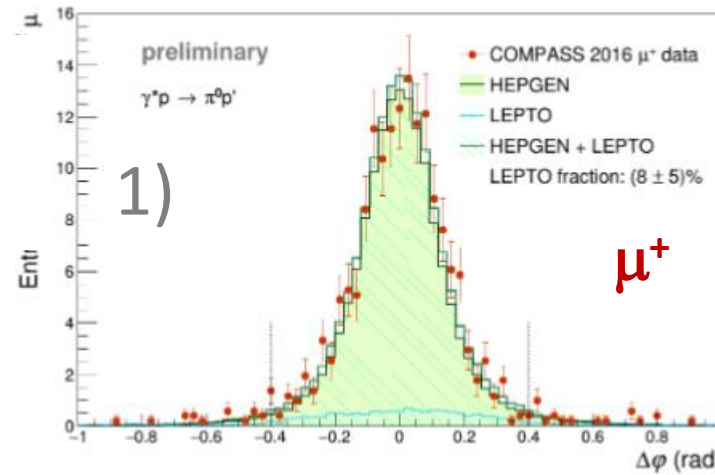 16
μ
14
12
10
8
6
4
2
0
preliminary
γ*p → π⁰p'
1)
COMPASS 2016 μ⁺ data
HEPGEN
LEPTO
HEPGEN + LEPTO
LEPTO fraction: (8 ± 5)%
μ⁺
-1 -0.8 -0.6 -0.4 -0.2 0 0.2 0.4 0.6 0.8
Δφ (rad